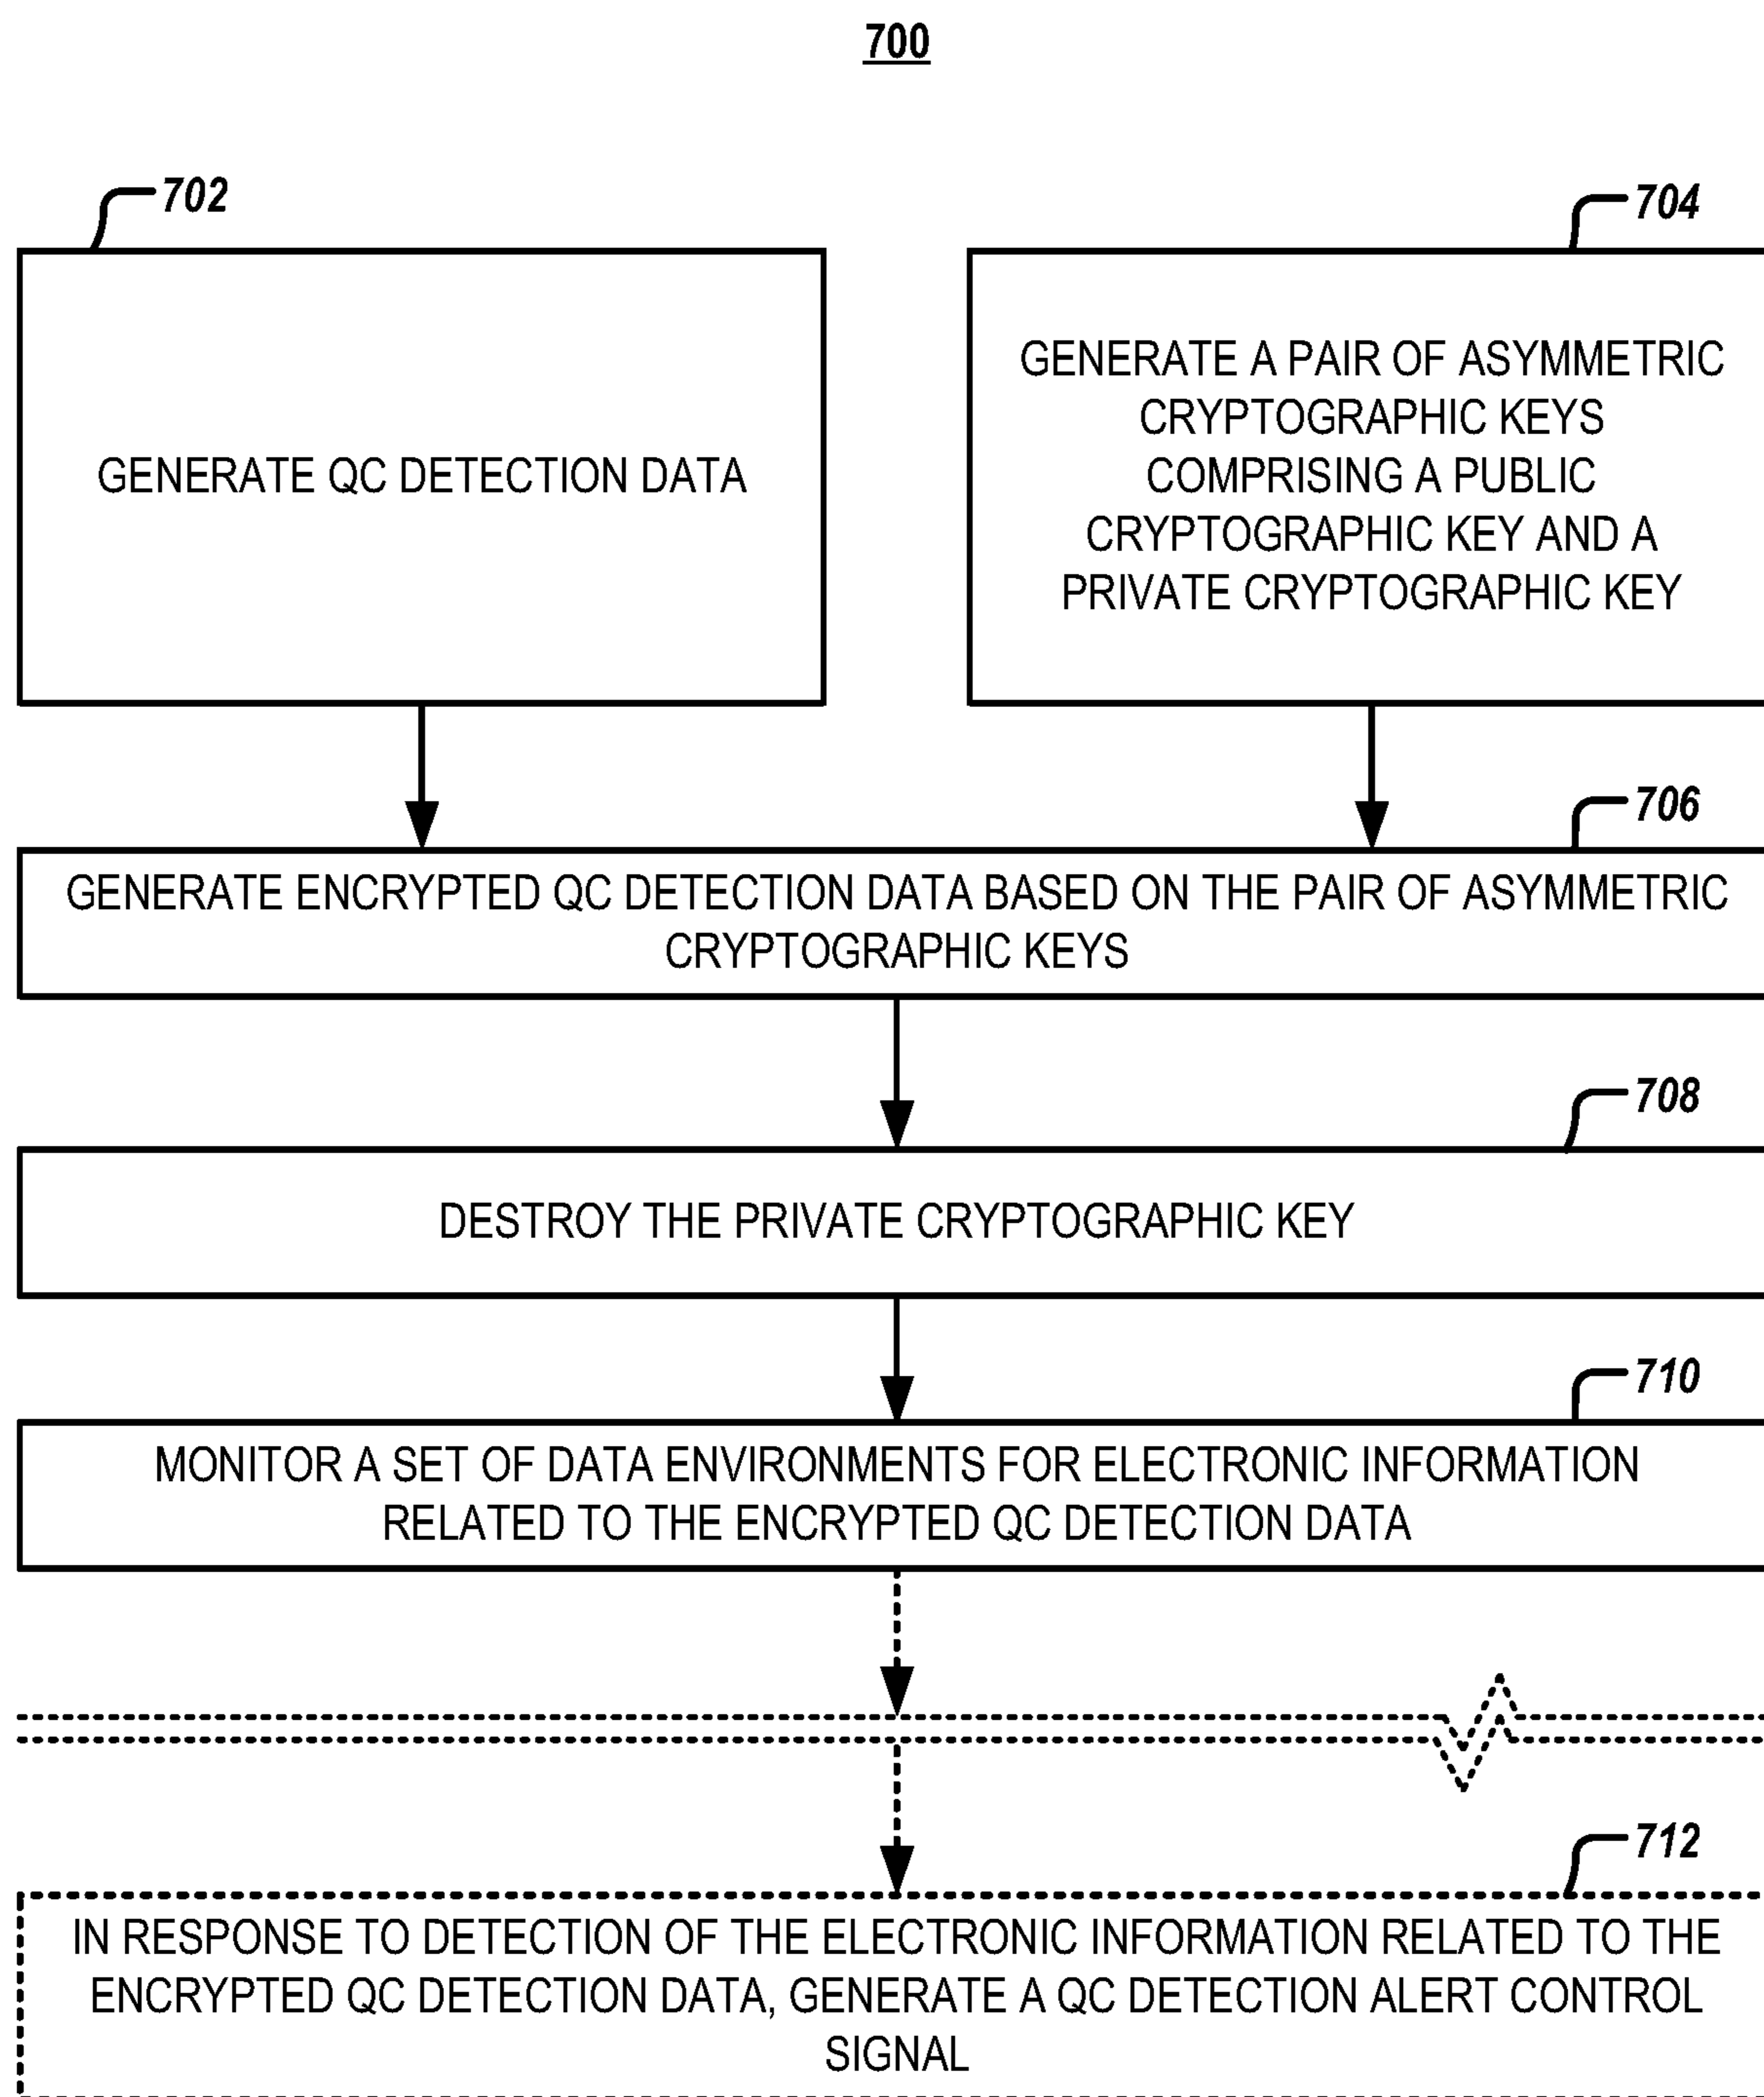 700
702
GENERATE QC DETECTION DATA
704
GENERATE A PAIR OF ASYMMETRIC
CRYPTOGRAPHIC KEYS
COMPRISING A PUBLIC
CRYPTOGRAPHIC KEY AND A
PRIVATE CRYPTOGRAPHIC KEY
706
GENERATE ENCRYPTED QC DETECTION DATA BASED ON THE PAIR OF ASYMMETRIC
CRYPTOGRAPHIC KEYS
708
DESTROY THE PRIVATE CRYPTOGRAPHIC KEY
710
MONITOR A SET OF DATA ENVIRONMENTS FOR ELECTRONIC INFORMATION
RELATED TO THE ENCRYPTED QC DETECTION DATA
712
IN RESPONSE TO DETECTION OF THE ELECTRONIC INFORMATION RELATED TO THE
ENCRYPTED QC DETECTION DATA, GENERATE A QC DETECTION ALERT CONTROL
SIGNAL